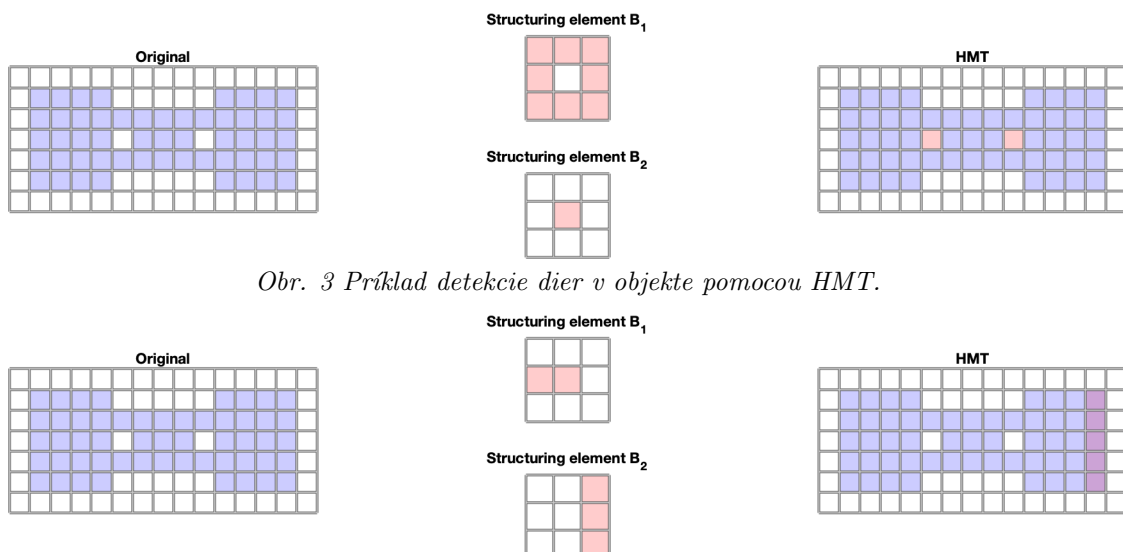 Structuring element B1
Original
HMT
Structuring element B2
Obr. 3 Príklad detekcie dier v objekte pomocou HMT.
Structuring element B1
Original
HMT
Structuring element B2